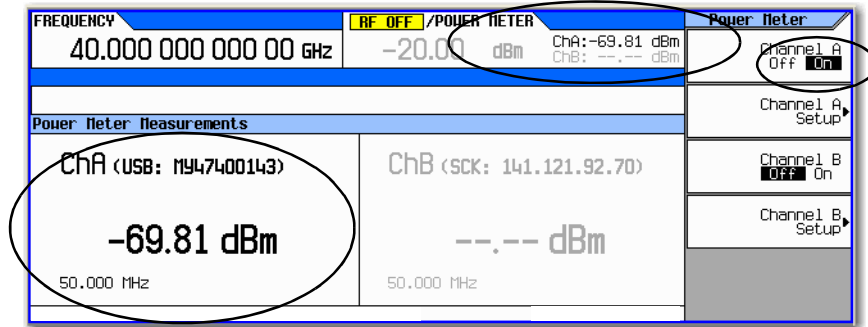 FREQUENCY
40.000 000 000 00 GHz
RF OFF /POWER METER
-20.00 dBm
ChA:-69.81 dBm
ChB: --.-- dBm
Power Meter Measurements
ChA (USB: MY47400143)
-69.81 dBm
50.000 MHz
ChB (SCK: 141.121.92.70)
--.-- dBm
50.000 MHz
Power Meter
Channel A
Off On
Channel A
Setup
Channel B
Off On
Channel B
Setup